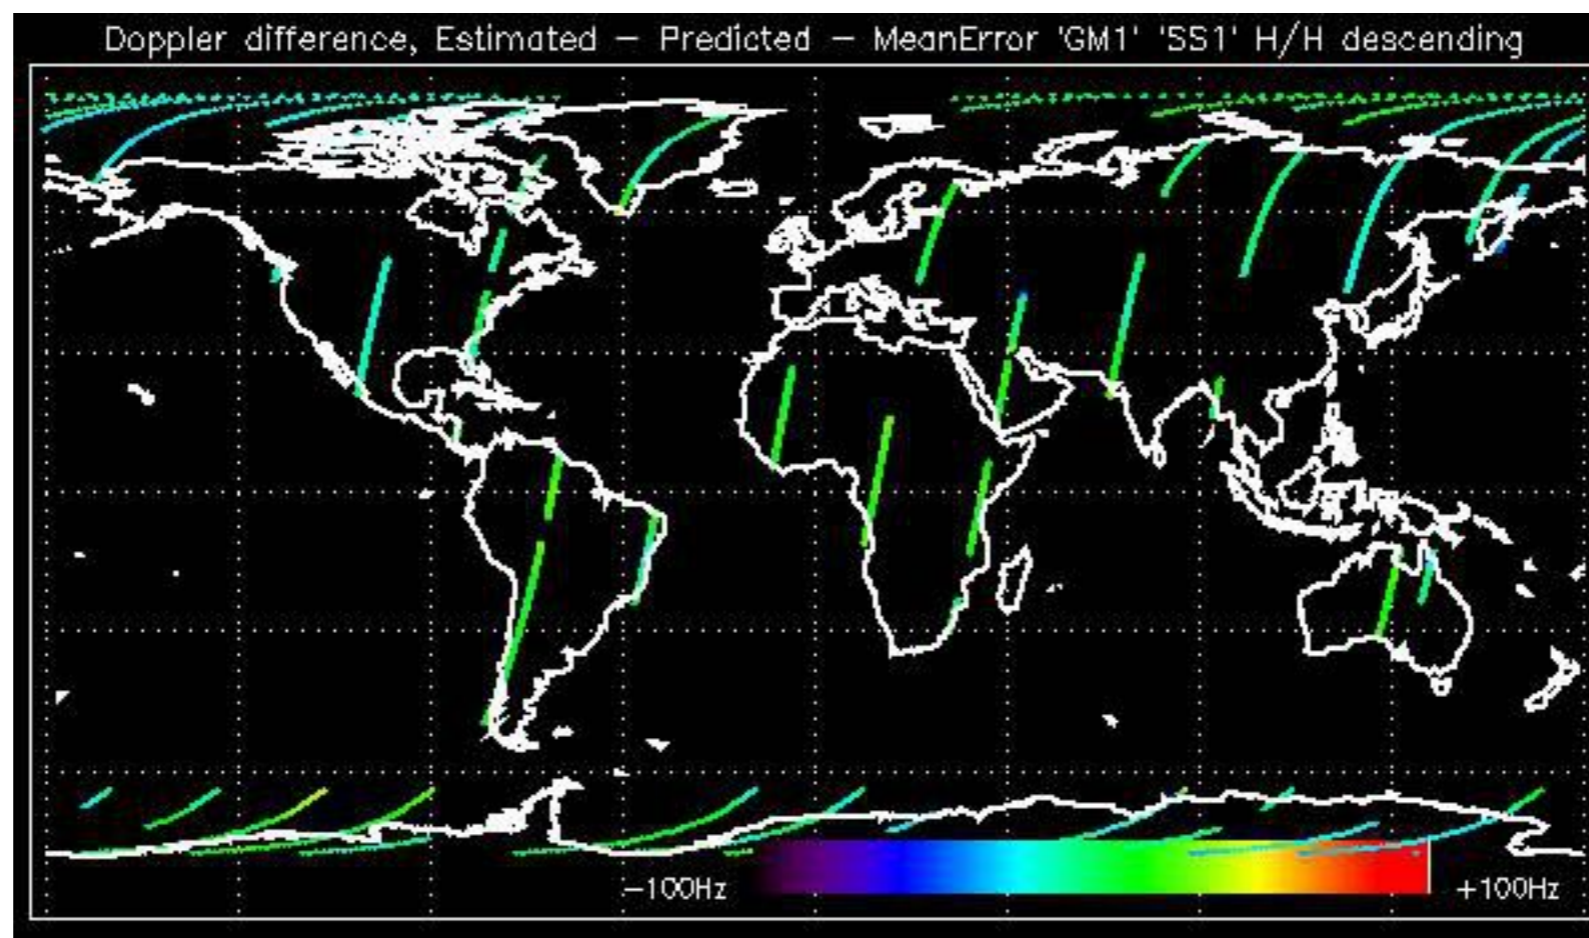 Doppler difference, Estimated − Predicted − MeanError 'GM1' 'SS1' H/H descending
−100Hz +100Hz